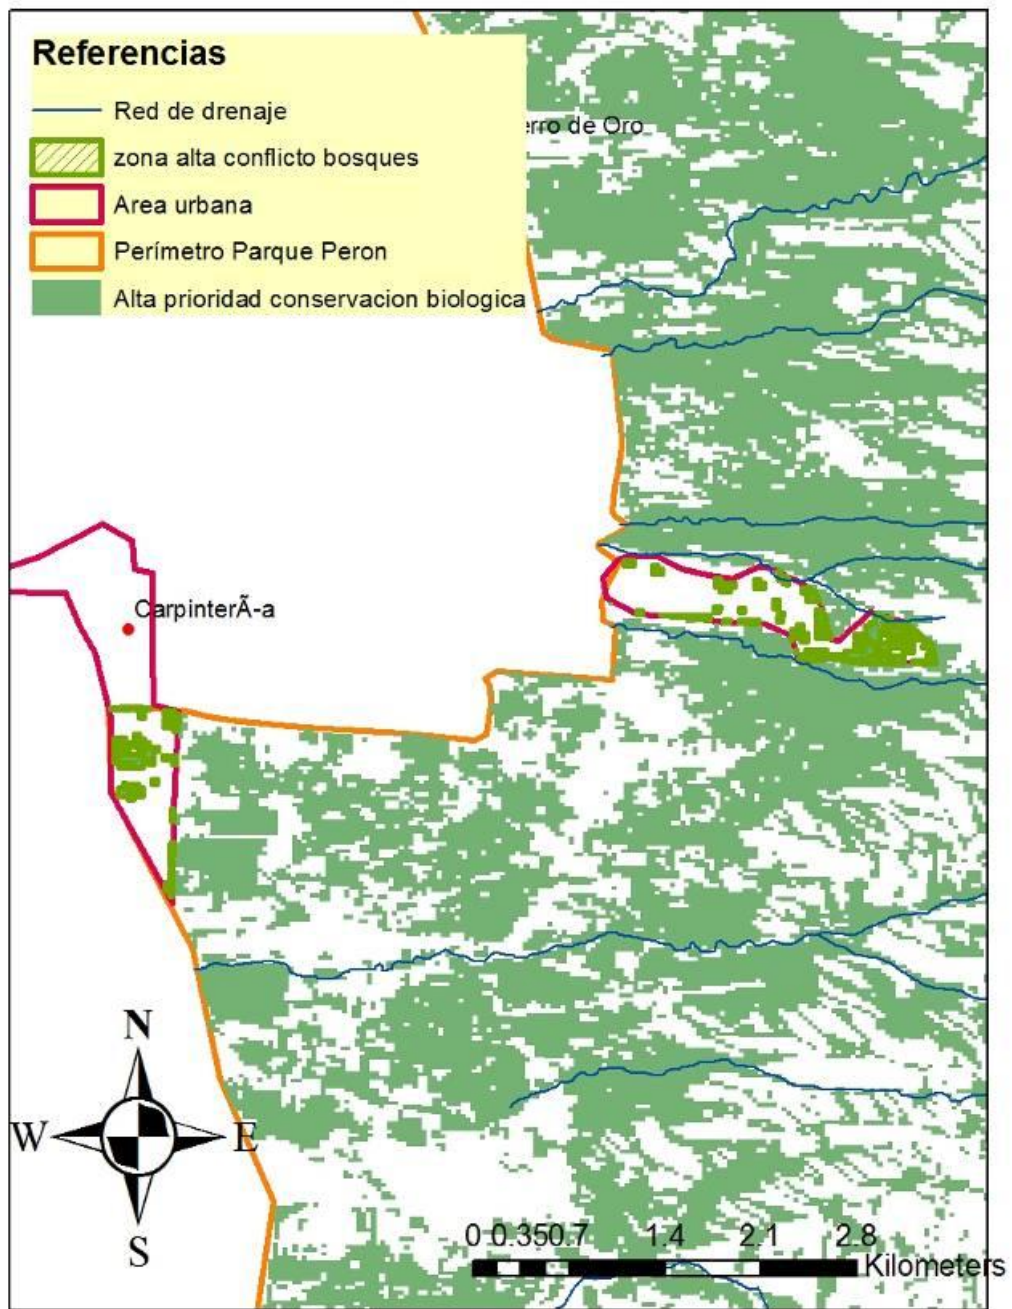 Referencias
Red de drenaje
zona alta conflicto bosques
Area urbana
Perímetro Parque Peron
Alta prioridad conservacion biologica
erro de Oro
CarpinterÃ-a
N
W E
S
0 0.350.7 1.4 2.1 2.8
Kilometers